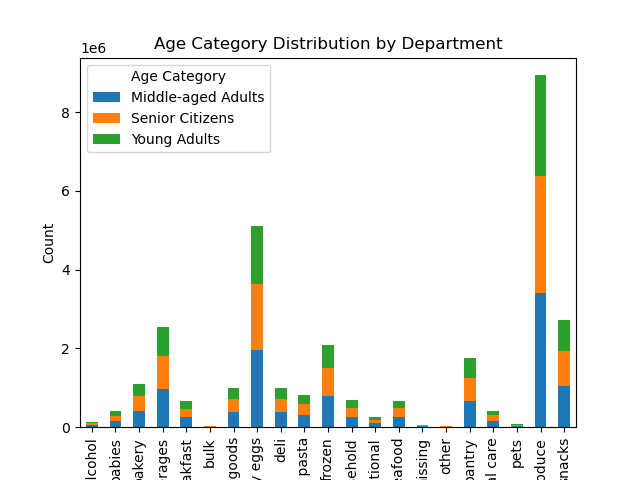 Age Category Distribution by Department
1e6
Age Category
Middle-aged Adults
Senior Citizens
Young Adults
8
6
4
2
0
Count
lcohol
babies
bakery
erages
akfast
bulk
goods
y eggs
deli
pasta
frozen
ehold
tional
eafood
issing
other
pantry
al care
pets
oduce
snacks